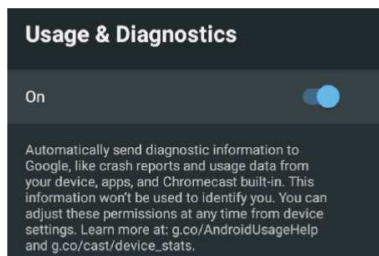 Usage & Diagnostics
On
Automatically send diagnostic information to
Google, like crash reports and usage data from
your device, apps, and Chromecast built-in. This
information won't be used to identify you. You can
adjust these permissions at any time from device
settings. Learn more at: g.co/AndroidUsageHelp
and g.co/cast/device_stats.